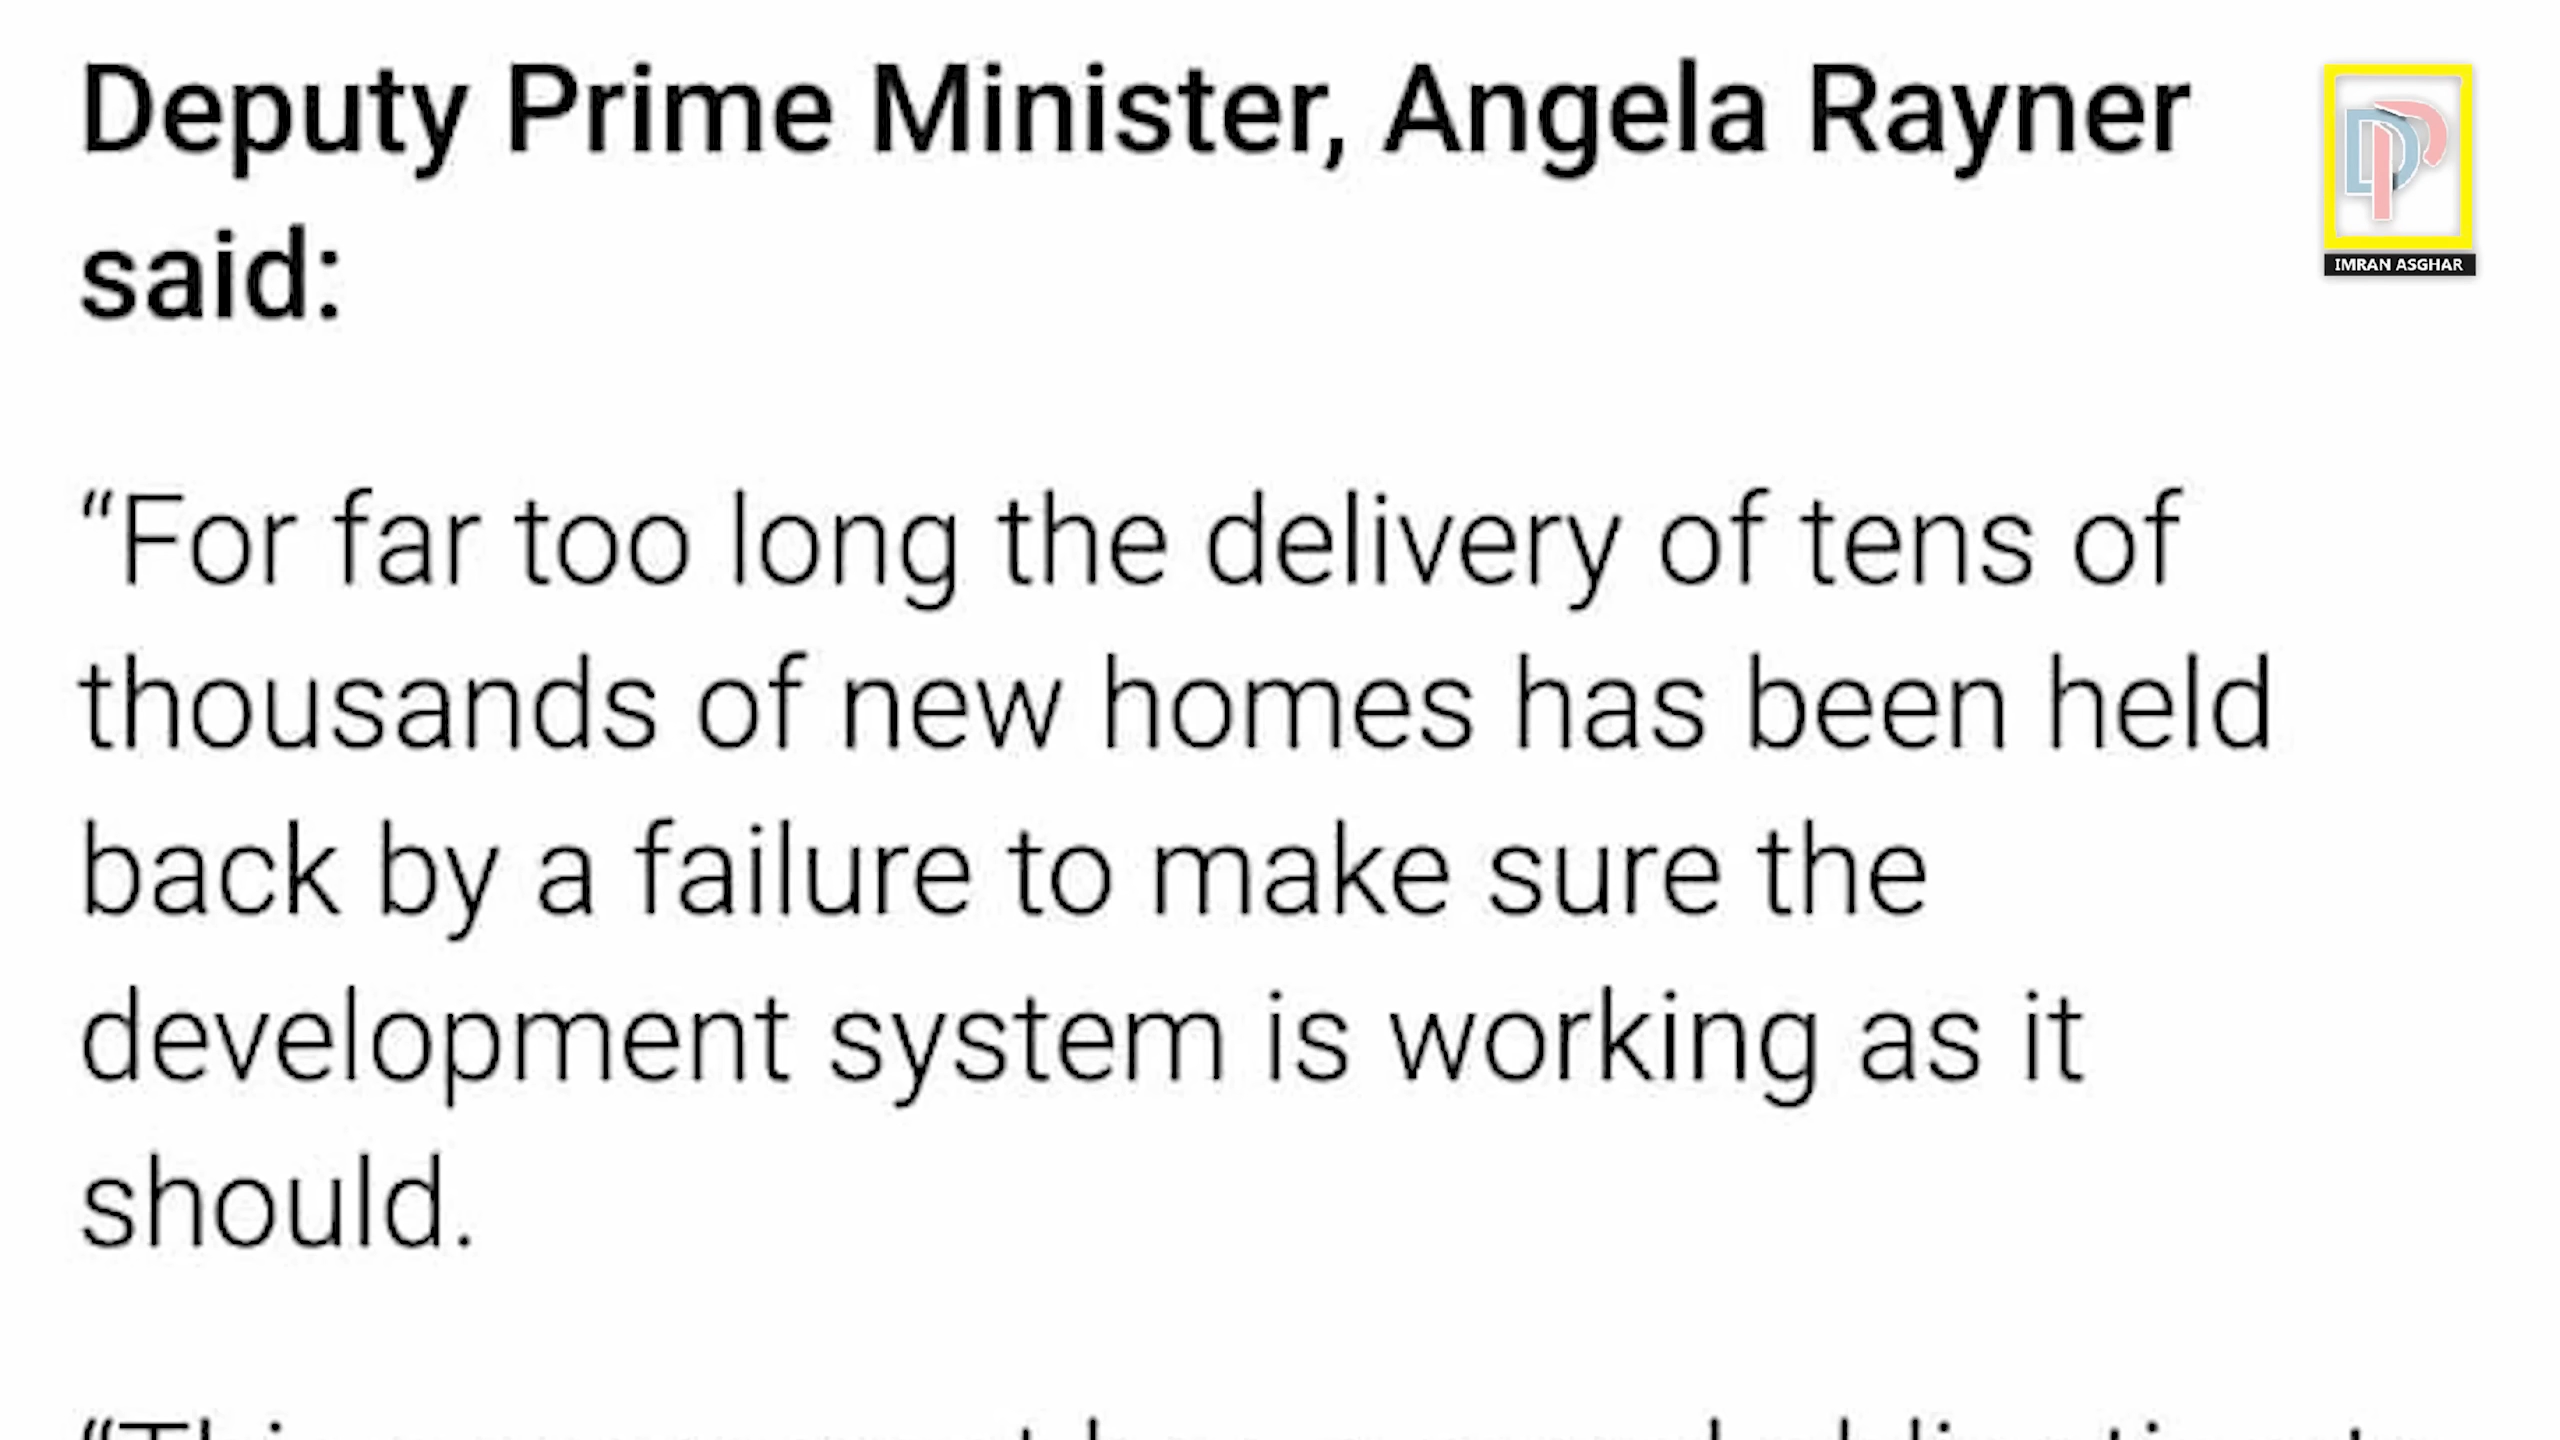 Deputy Prime Minister, Angela Rayner
said:
IMRAN ASGHAR
“For far too long the delivery of tens of
thousands of new homes has been held
back by a failure to make sure the
development system is working as it
should.